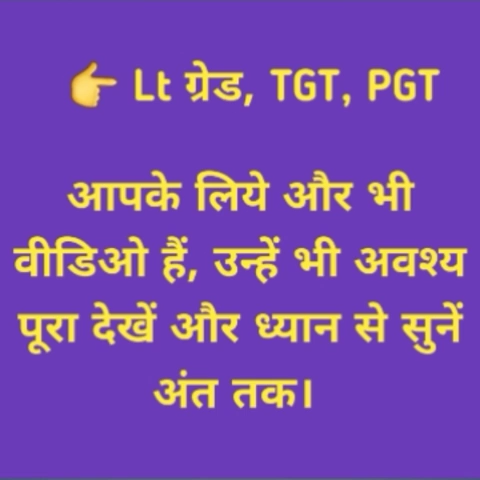 👉 Lt ग्रेड, TGT, PGT
आपके लिये और भी
वीडिओ हैं, उन्हें भी अवश्य
पूरा देखें और ध्यान से सुनें
अंत तक।